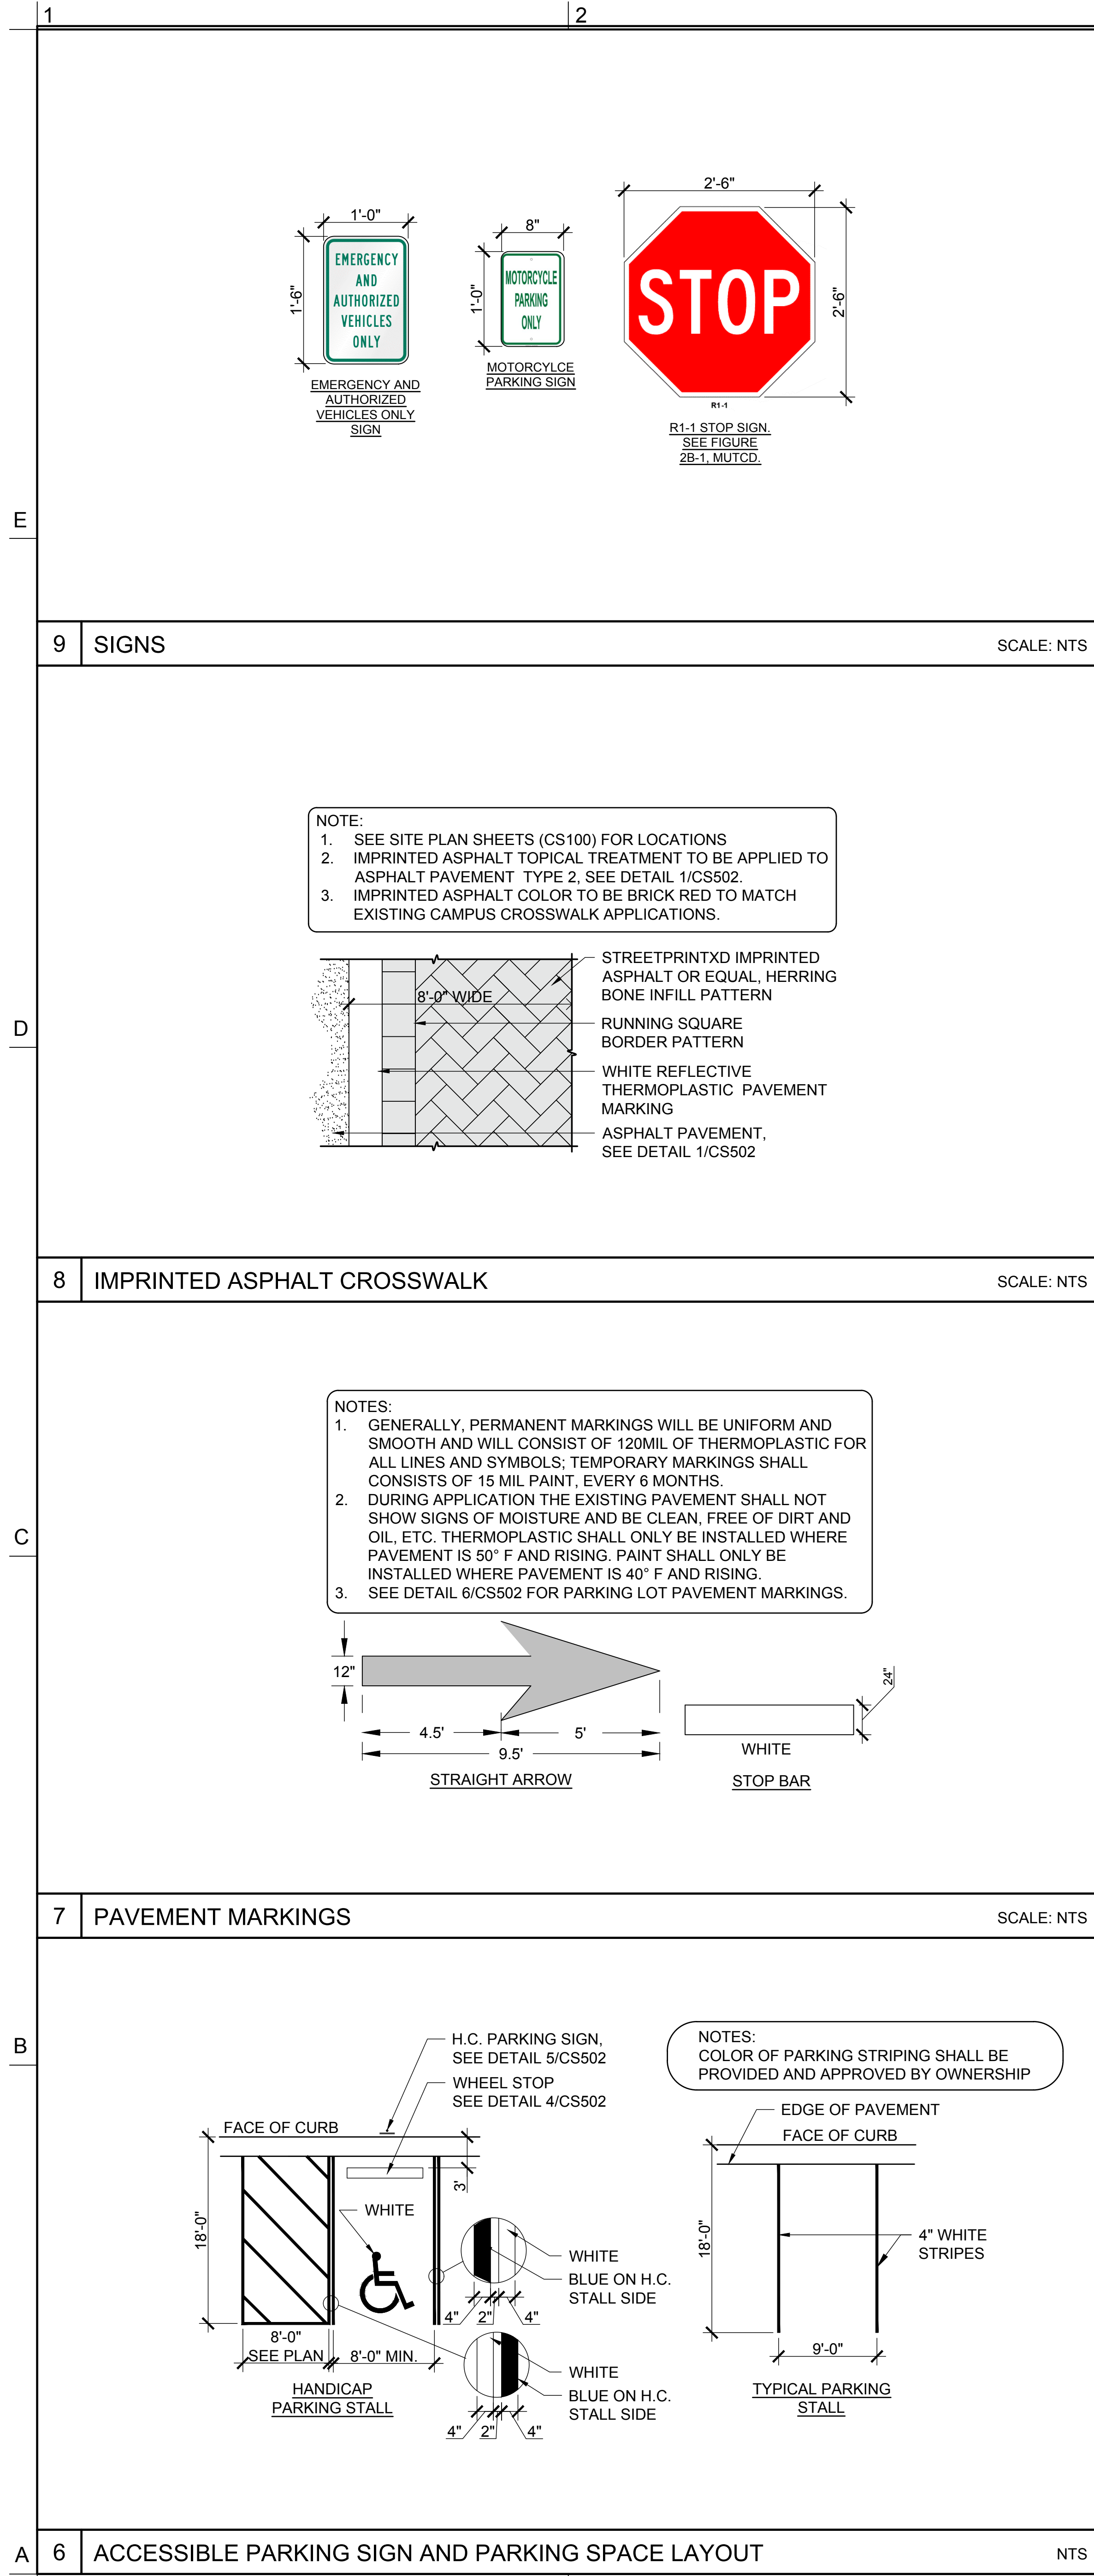 1
2
1'-0"
1'-6"
EMERGENCY
AND
AUTHORIZED
VEHICLES
ONLY
EMERGENCY AND
AUTHORIZED
VEHICLES ONLY
SIGN
8"
1'-0"
MOTORCYCLE
PARKING
ONLY
MOTORCYLCE
PARKING SIGN
2'-6"
2'-6"
STOP
R1-1
R1-1 STOP SIGN.
SEE FIGURE
2B-1, MUTCD.
E
9
SIGNS
SCALE: NTS
NOTE:
1. SEE SITE PLAN SHEETS (CS100) FOR LOCATIONS
2. IMPRINTED ASPHALT TOPICAL TREATMENT TO BE APPLIED TO
ASPHALT PAVEMENT TYPE 2, SEE DETAIL 1/CS502.
3. IMPRINTED ASPHALT COLOR TO BE BRICK RED TO MATCH
EXISTING CAMPUS CROSSWALK APPLICATIONS.
8'-0" WIDE
STREETPRINTXD IMPRINTED
ASPHALT OR EQUAL, HERRING
BONE INFILL PATTERN
RUNNING SQUARE
BORDER PATTERN
WHITE REFLECTIVE
THERMOPLASTIC PAVEMENT
MARKING
ASPHALT PAVEMENT,
SEE DETAIL 1/CS502
D
8
IMPRINTED ASPHALT CROSSWALK
SCALE: NTS
NOTES:
1. GENERALLY, PERMANENT MARKINGS WILL BE UNIFORM AND
SMOOTH AND WILL CONSIST OF 120MIL OF THERMOPLASTIC FOR
ALL LINES AND SYMBOLS; TEMPORARY MARKINGS SHALL
CONSISTS OF 15 MIL PAINT, EVERY 6 MONTHS.
2. DURING APPLICATION THE EXISTING PAVEMENT SHALL NOT
SHOW SIGNS OF MOISTURE AND BE CLEAN, FREE OF DIRT AND
OIL, ETC. THERMOPLASTIC SHALL ONLY BE INSTALLED WHERE
PAVEMENT IS 50° F AND RISING. PAINT SHALL ONLY BE
INSTALLED WHERE PAVEMENT IS 40° F AND RISING.
3. SEE DETAIL 6/CS502 FOR PARKING LOT PAVEMENT MARKINGS.
C
12"
4.5'
5'
9.5'
STRAIGHT ARROW
24"
WHITE
STOP BAR
7
PAVEMENT MARKINGS
SCALE: NTS
B
H.C. PARKING SIGN,
SEE DETAIL 5/CS502
WHEEL STOP
SEE DETAIL 4/CS502
FACE OF CURB
18'-0"
3'
WHITE
WHITE
BLUE ON H.C.
STALL SIDE
4"
2"
4"
8'-0"
SEE PLAN
8'-0" MIN.
WHITE
BLUE ON H.C.
STALL SIDE
4"
2"
4"
HANDICAP
PARKING STALL
NOTES:
COLOR OF PARKING STRIPING SHALL BE
PROVIDED AND APPROVED BY OWNERSHIP
EDGE OF PAVEMENT
FACE OF CURB
18'-0"
4" WHITE
STRIPES
9'-0"
TYPICAL PARKING
STALL
A
6
ACCESSIBLE PARKING SIGN AND PARKING SPACE LAYOUT
NTS